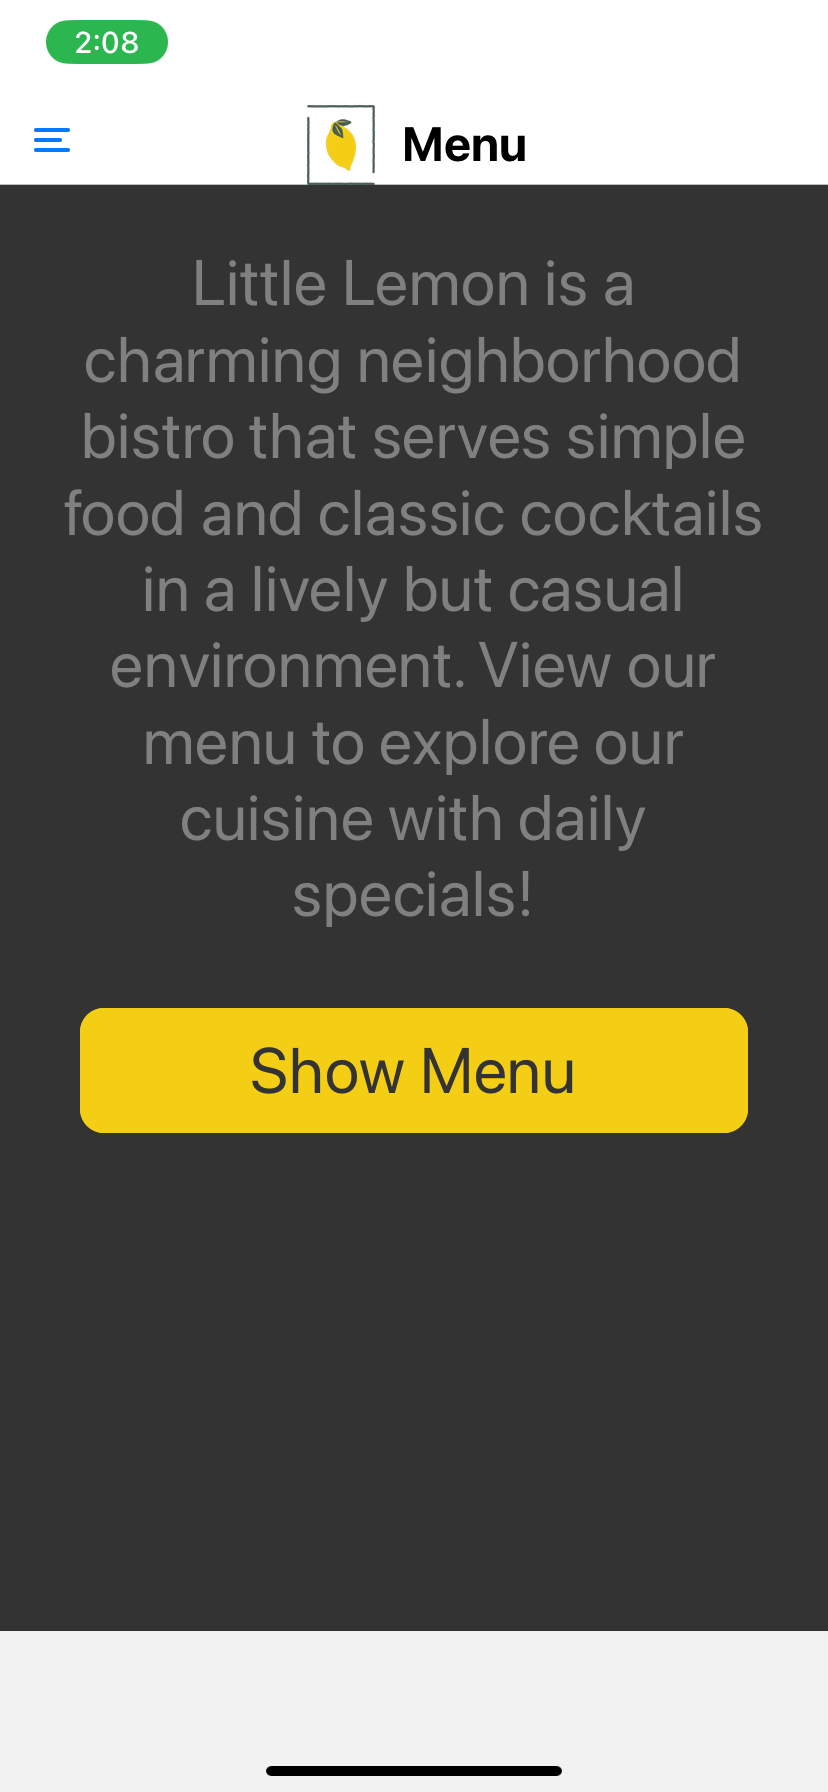 2:08
Menu
Little Lemon is a
charming neighborhood
bistro that serves simple
food and classic cocktails
in a lively but casual
environment. View our
menu to explore our
cuisine with daily
specials!
Show Menu